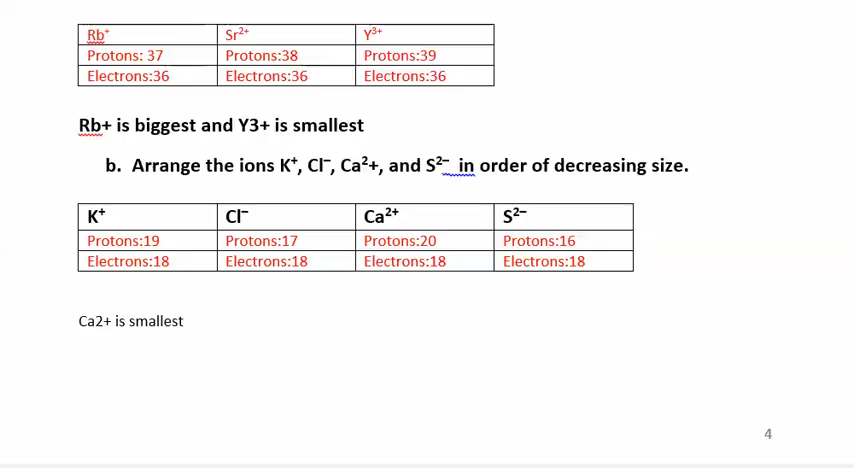 Rb⁺ Sr²⁺ Y³⁺
Protons: 37 Protons:38 Protons:39
Electrons:36 Electrons:36 Electrons:36
Rb+ is biggest and Y3+ is smallest
b. Arrange the ions K⁺, Cl⁻, Ca²+, and S²⁻ in order of decreasing size.
K⁺ Cl⁻ Ca²⁺ S²⁻
Protons:19 Protons:17 Protons:20 Protons:16
Electrons:18 Electrons:18 Electrons:18 Electrons:18
Ca2+ is smallest
4